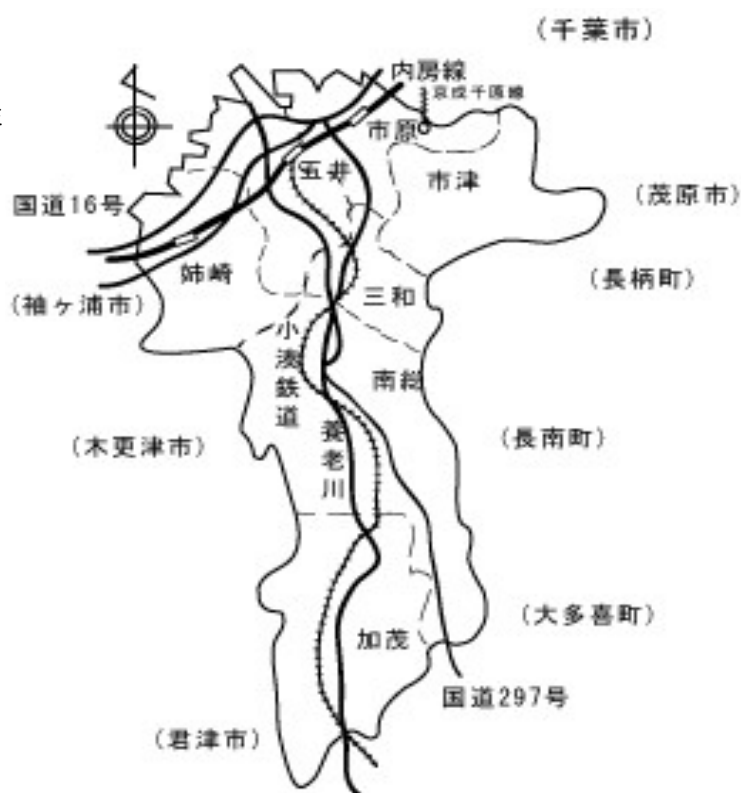 (千葉市)
内房線
京成千原線
市原
五井
市津
国道16号
(茂原市)
姉崎
(長柄町)
(袖ヶ浦市)
三和
小湊鉄道
南総
(木更津市)
養老川
(長南町)
(大多喜町)
加茂
国道297号
(君津市)